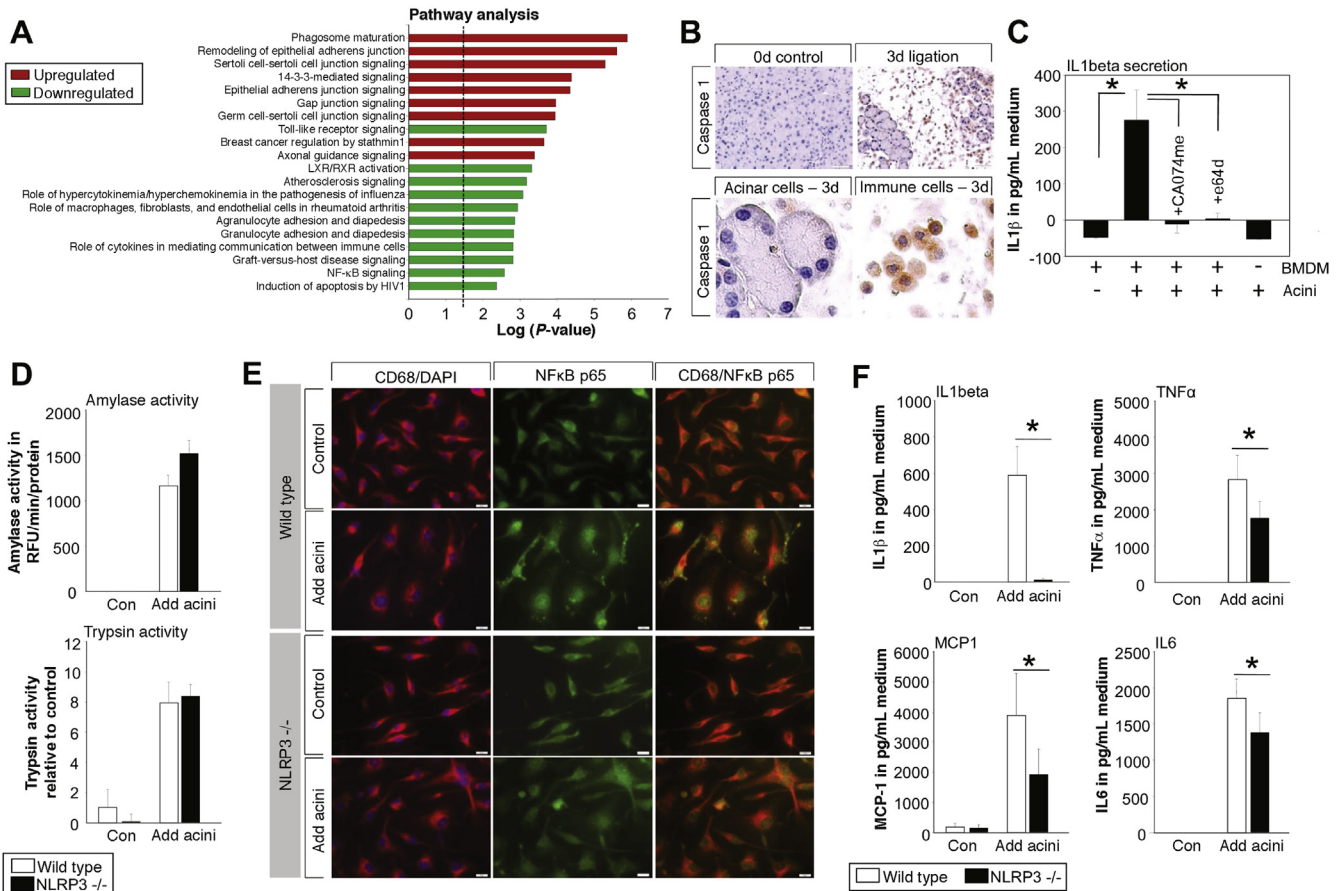 A
Pathway analysis
Upregulated
Downregulated
Phagosome maturation
Remodeling of epithelial adherens junction
Sertoli cell-sertoli cell junction signaling
14-3-3-mediated signaling
Epithelial adherens junction signaling
Gap junction signaling
Germ cell-sertoli cell junction signaling
Toll-like receptor signaling
Breast cancer regulation by stathmin1
Axonal guidance signaling
LXR/RXR activation
Atherosclerosis signaling
Role of hypercytokinemia/hyperchemokinemia in the pathogenesis of influenza
Role of macrophages, fibroblasts, and endothelial cells in rheumatoid arthritis
Agranulocyte adhesion and diapedesis
Granulocyte adhesion and diapedesis
Role of cytokines in mediating communication between immune cells
Graft-versus-host disease signaling
NF-κB signaling
Induction of apoptosis by HIV1
0 1 2 3 4 5 6 7
Log (P-value)
B
0d control
3d ligation
Caspase 1
Acinar cells – 3d
Immune cells – 3d
Caspase 1
C
IL1beta secretion
IL1β in pg/mL medium
400
300
200
100
0
-100
* *
+CA074me
+e64d
+ + + + - BMDM
- + + + + Acini
D
Amylase activity
Amylase activity in
RFU/min/protein
2000
1500
1000
500
0
Con Add acini
Trypsin activity
Trypsin activity
relative to control
12
10
8
6
4
2
0
Con Add acini
Wild type
NLRP3 -/-
E
CD68/DAPI
NFκB p65
CD68/NFκB p65
Wild type
Control
Add acini
NLRP3 -/-
Control
Add acini
F
IL1beta
IL1β in pg/mL medium
1000
800
600
400
200
0
*
Con Add acini
TNFα
TNFα in pg/mL medium
5000
4000
3000
2000
1000
0
*
Con Add acini
MCP1
MCP-1 in pg/mL medium
6000
5000
4000
3000
2000
1000
0
*
Con Add acini
IL6
IL6 in pg/mL medium
2500
2000
1500
1000
500
0
*
Con Add acini
Wild type NLRP3 -/-